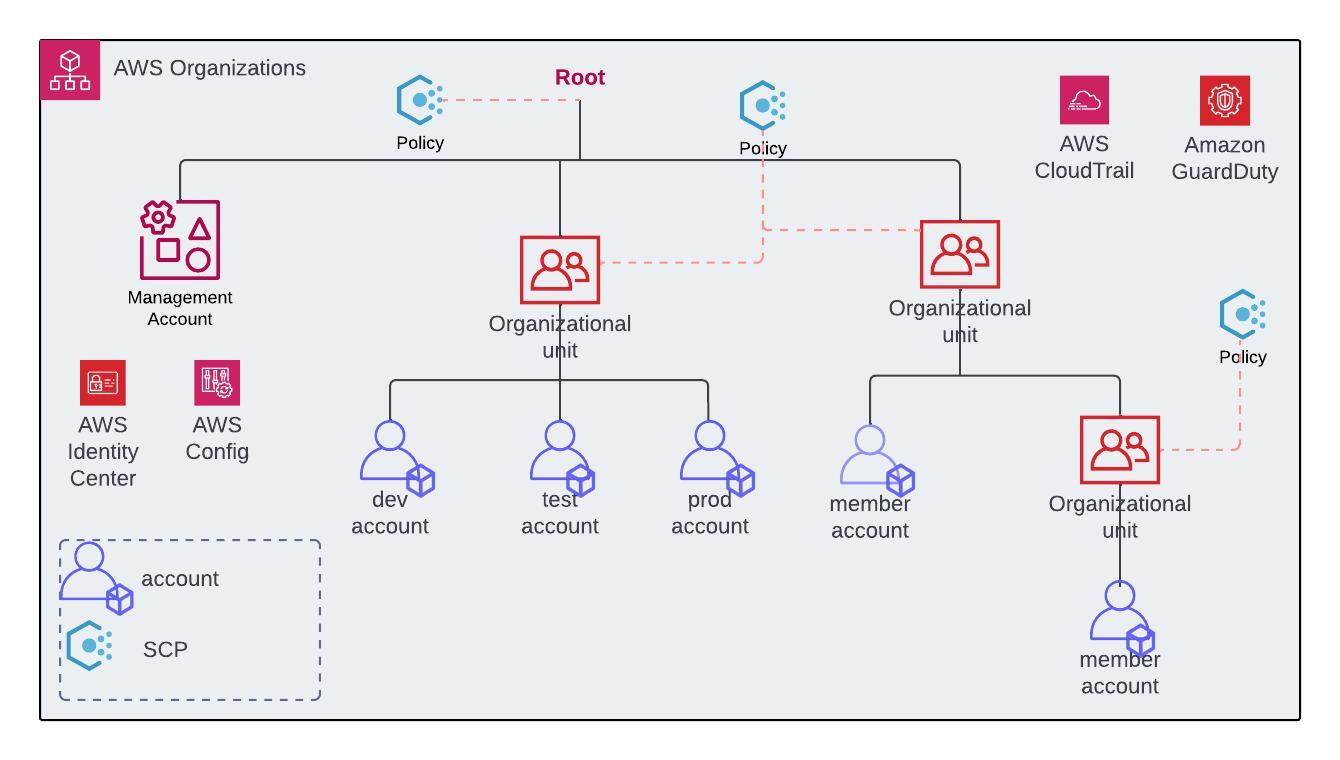 AWS Organizations
Root
Policy
Policy
AWS
CloudTrail
Amazon
GuardDuty
Management
Account
Organizational
unit
Organizational
unit
Policy
AWS
Identity
Center
AWS
Config
dev
account
test
account
prod
account
member
account
Organizational
unit
account
SCP
member
account